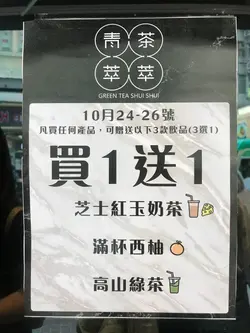 青茶
萃萃
GREEN TEA SHUI SHUI
10月24-26號
凡買任何產品,可贈送以下3款飲品(3選1)
買1送1
芝士紅玉奶茶
滿杯西柚
高山綠茶